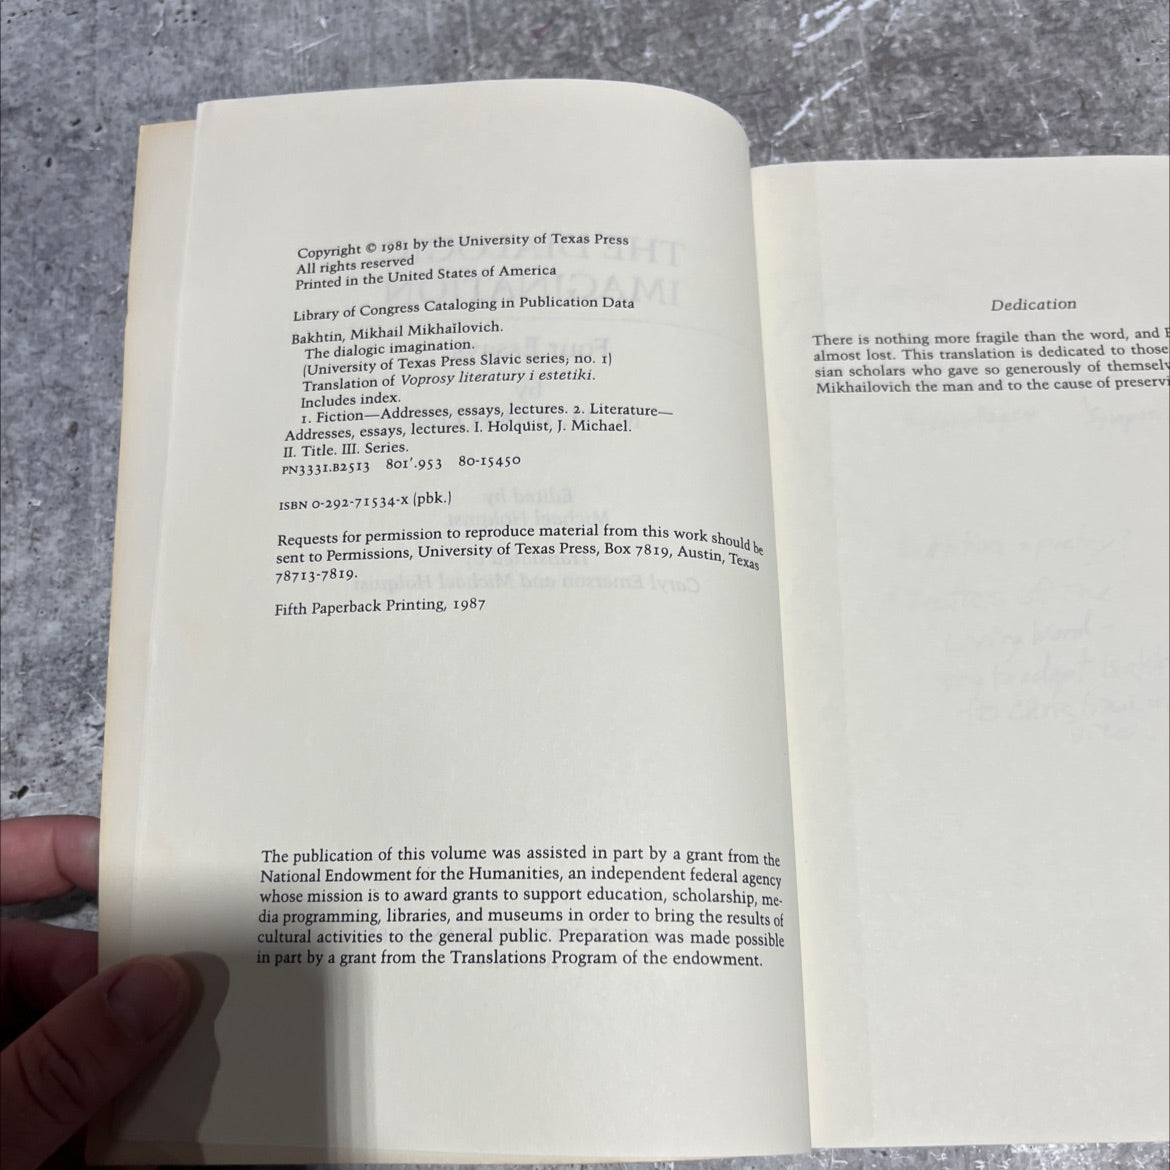 Copyright © 1981 by the University of Texas Press
All rights reserved
Printed in the United States of America
Library of Congress Cataloging in Publication Data
Bakhtin, Mikhail Mikhaĭlovich.
The dialogic imagination.
(University of Texas Press Slavic series; no. 1)
Translation of Voprosy literatury i estetiki.
Includes index.
1. Fiction—Addresses, essays, lectures. 2. Literature—
Addresses, essays, lectures. I. Holquist, J. Michael.
II. Title. III. Series.
PN3331.B2513 801'.953 80-15450
ISBN 0-292-71534-X (pbk.)
Requests for permission to reproduce material from this work should be
sent to Permissions, University of Texas Press, Box 7819, Austin, Texas
78713-7819.
Fifth Paperback Printing, 1987
The publication of this volume was assisted in part by a grant from the
National Endowment for the Humanities, an independent federal agency
whose mission is to award grants to support education, scholarship, me-
dia programming, libraries, and museums in order to bring the results of
cultural activities to the general public. Preparation was made possible
in part by a grant from the Translations Program of the endowment.
Dedication
There is nothing more fragile than the word, and
almost lost. This translation is dedicated to those
sian scholars who gave so generously of themselv
Mikhailovich the man and to the cause of preservi